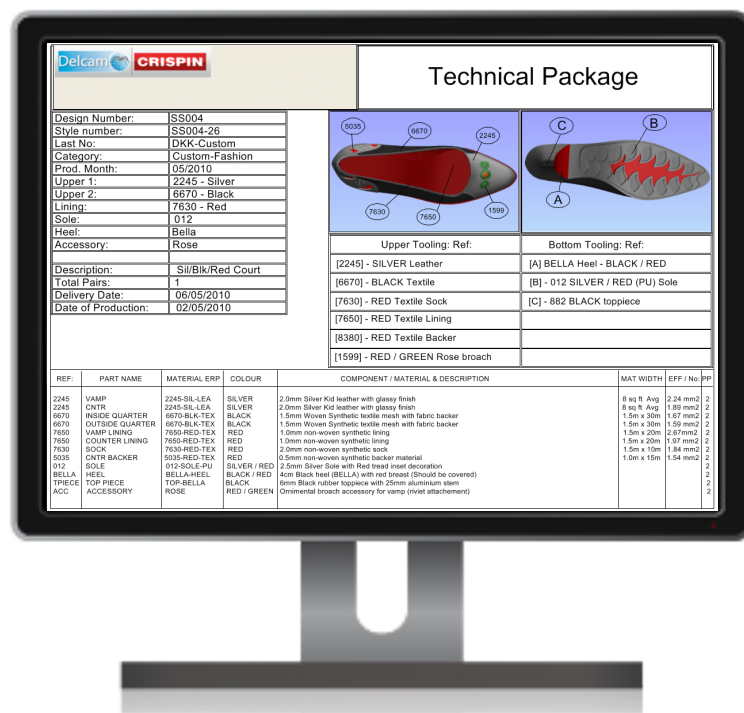 Delcam CRISPIN
Technical Package
Design Number: SS004
Style number: SS004-26
Last No: DKK-Custom
Category: Custom-Fashion
Prod. Month: 05/2010
Upper 1: 2245 - Silver
Upper 2: 6670 - Black
Lining: 7630 - Red
Sole: 012
Heel: Bella
Accessory: Rose
Description: Sil/Blk/Red Court
Total Pairs: 1
Delivery Date: 06/05/2010
Date of Production: 02/05/2010
5035 6670 2245
7630 7650 1599
C B
A
Upper Tooling: Ref: Bottom Tooling: Ref:
[2245] - SILVER Leather [A] BELLA Heel - BLACK / RED
[6670] - BLACK Textile [B] - 012 SILVER / RED (PU) Sole
[7630] - RED Textile Sock [C] - 882 BLACK toppiece
[7650] - RED Textile Lining
[8380] - RED Textile Backer
[1599] - RED / GREEN Rose broach
REF: PART NAME MATERIAL ERP COLOUR COMPONENT / MATERIAL & DESCRIPTION MAT WIDTH EFF / No: PP
2245 VAMP 2245-SIL-LEA SILVER 2.0mm Silver Kid leather with glassy finish 8 sq ft Avg 2.24 mm2 2
2245 CNTR 2245-SIL-LEA SILVER 2.0mm Silver Kid leather with glassy finish 8 sq ft Avg 1.89 mm2 2
6670 INSIDE QUARTER 6670-BLK-TEX BLACK 1.5mm Woven Synthetic textile mesh with fabric backer 1.5m x 30m 1.67 mm2 2
6670 OUTSIDE QUARTER 6670-BLK-TEX BLACK 1.5mm Woven Synthetic textile mesh with fabric backer 1.5m x 30m 1.59 mm2 2
7650 VAMP LINING 7650-RED-TEX RED 1.0mm non-woven synthetic lining 1.5m x 20m 2.67mm2 2
7650 COUNTER LINING 7650-RED-TEX RED 1.0mm non-woven synthetic lining 1.5m x 20m 1.97 mm2 2
7630 SOCK 7630-RED-TEX RED 2.0mm non-woven synthetic sock 1.5m x 10m 1.84 mm2 2
5035 CNTR BACKER 5035-RED-TEX RED 0.5mm non-woven synthetic backer material 1.0m x 15m 1.54 mm2 2
012 SOLE 012-SOLE-PU SILVER / RED 2.5mm Silver Sole with Red tread inset decoration 2
BELLA HEEL BELLA-HEEL BLACK / RED 4cm Black heel (BELLA) with red breast (Should be covered) 2
TPIECE TOP PIECE TOP-BELLA BLACK 6mm Black rubber toppiece with 25mm aluminium stem 2
ACC ACCESSORY ROSE RED / GREEN Ornimental broach accessory for vamp (riviet attachement) 2